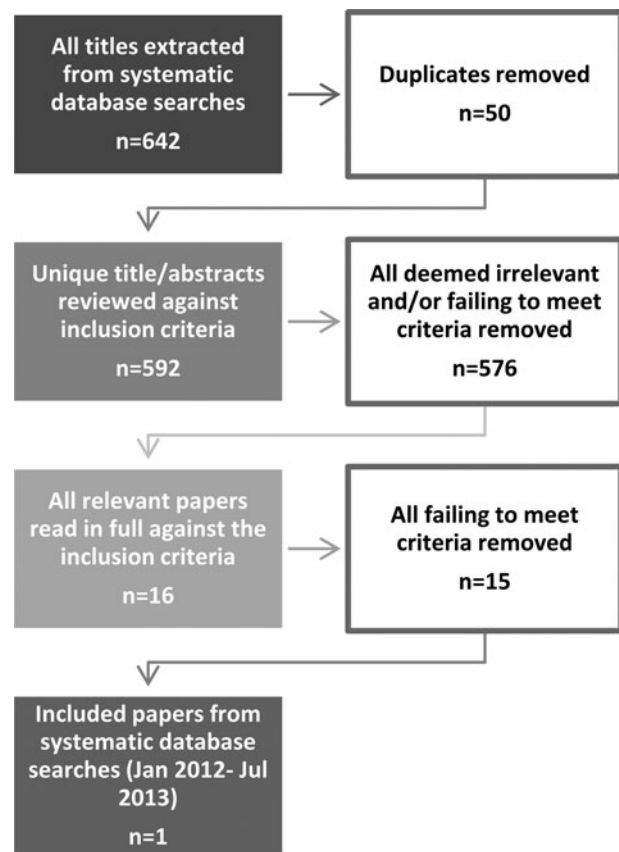 All titles extracted
from systematic
database searches
n=642
Duplicates removed
n=50
Unique title/abstracts
reviewed against
inclusion criteria
n=592
All deemed irrelevant
and/or failing to meet
criteria removed
n=576
All relevant papers
read in full against the
inclusion criteria
n=16
All failing to meet
criteria removed
n=15
Included papers from
systematic database
searches (Jan 2012- Jul
2013)
n=1